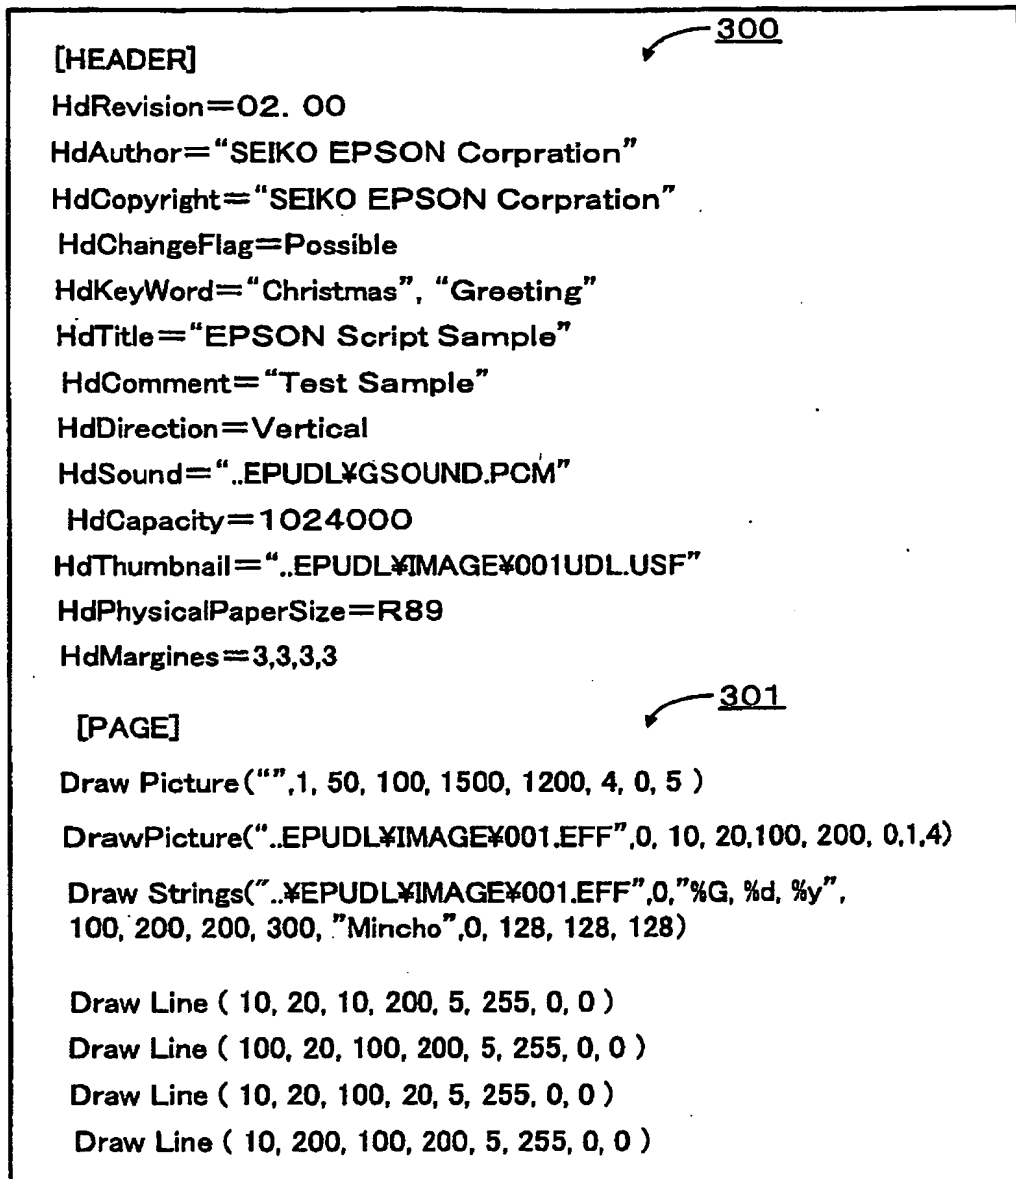 300
[HEADER]
HdRevision=02. 00
HdAuthor="SEIKO EPSON Corpration"
HdCopyright="SEIKO EPSON Corpration"
HdChangeFlag=Possible
HdKeyWord="Christmas", "Greeting"
HdTitle="EPSON Script Sample"
HdComment="Test Sample"
HdDirection=Vertical
HdSound="..EPUDL¥GSOUND.PCM"
HdCapacity=1024000
HdThumbnail="..EPUDL¥IMAGE¥001UDL.USF"
HdPhysicalPaperSize=R89
HdMargines=3,3,3,3
301
[PAGE]
Draw Picture("",1, 50, 100, 1500, 1200, 4, 0, 5 )
DrawPicture("..EPUDL¥IMAGE¥001.EFF",0, 10, 20,100, 200, 0,1,4)
Draw Strings("..¥EPUDL¥IMAGE¥001.EFF",0,"%G, %d, %y",
100, 200, 200, 300, "Mincho",0, 128, 128, 128)
Draw Line ( 10, 20, 10, 200, 5, 255, 0, 0 )
Draw Line ( 100, 20, 100, 200, 5, 255, 0, 0 )
Draw Line ( 10, 20, 100, 20, 5, 255, 0, 0 )
Draw Line ( 10, 200, 100, 200, 5, 255, 0, 0 )